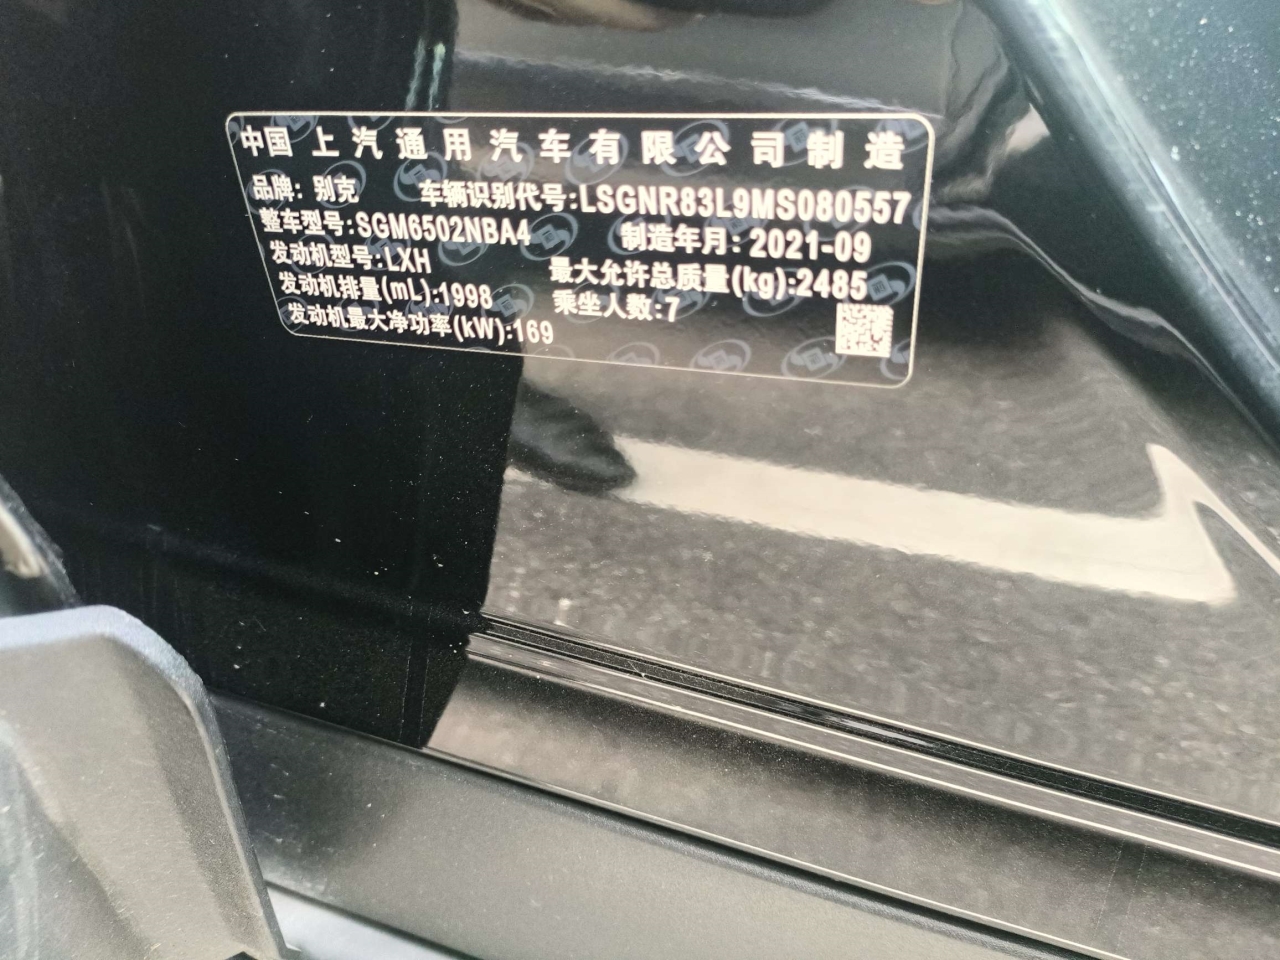 中国上汽通用汽车有限公司制造
品牌: 别克 车辆识别代号:LSGNR83L9MS080557
整车型号:SGM6502NBA4 制造年月: 2021-09
发动机型号:LXH 最大允许总质量(kg):2485
发动机排量(mL):1998 乘坐人数:7
发动机最大净功率(kW):169